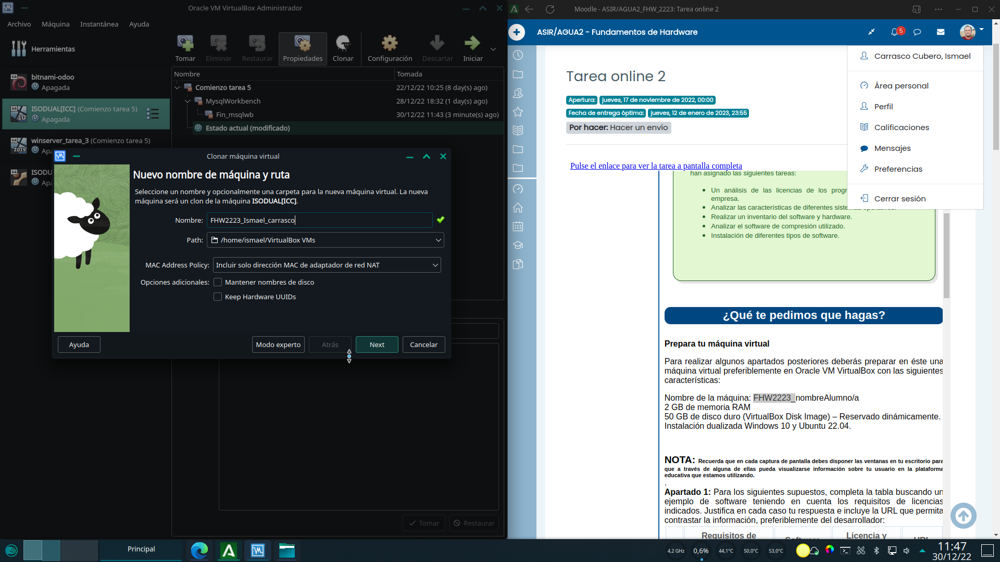 Oracle VM VirtualBox Administrador
Archivo Máquina Instantánea Ayuda
Herramientas
Tomar Eliminar Restaurar Propiedades Clonar Configuración Descartar Iniciar
64 bitnami-odoo
Apagada
64 10 ISODUAL[ICC] (Comienzo tarea 5)
Apagada
64 2019 winserver_tarea_3 (Comienzo tarea 5)
Apa
64 ISODU
Apa
Nombre Tomada
Comienzo tarea 5 22/12/22 10:25 (8 day(s) ago)
MysqlWorkbench 28/12/22 18:32 (1 day(s) ago)
Fin_msqlwb 30/12/22 11:43 (3 minute(s) ago)
Estado actual (modificado)
Clonar máquina virtual
Nuevo nombre de máquina y ruta
Seleccione un nombre y opcionalmente una carpeta para la nueva máquina virtual. La nueva
máquina será un clon de la máquina ISODUAL[ICC].
Nombre: FHW2223_Ismael_carrasco
Path: /home/ismael/VirtualBox VMs
MAC Address Policy: Incluir solo dirección MAC de adaptador de red NAT
Opciones adicionales: Mantener nombres de disco
Keep Hardware UUIDs
Ayuda Modo experto Atrás Next Cancelar
Tomar Restaurar
Moodle - ASIR/AGUA2_FHW_2223: Tarea online 2
ASIR/AGUA2 - Fundamentos de Hardware
5
Carrasco Cubero, Ismael
Área personal
Perfil
Calificaciones
Mensajes
Preferencias
Cerrar sesión
Tarea online 2
Apertura: jueves, 17 de noviembre de 2022, 00:00
Fecha de entrega óptima: jueves, 12 de enero de 2023, 23:55
Por hacer: Hacer un envío
Pulse el enlace para ver la tarea a pantalla completa
han asignado las siguientes tareas:
Un análisis de las licencias de los progr
empresa.
Analizar las características de diferentes sistemas operativos.
Realizar un inventario del software y hardware.
Analizar el software de compresión utilizado.
Instalación de diferentes tipos de software.
¿Qué te pedimos que hagas?
Prepara tu máquina virtual
Para realizar algunos apartados posteriores deberás preparar en éste una
máquina virtual preferiblemente en Oracle VM VirtualBox con las siguientes
características:
Nombre de la máquina: FHW2223_nombreAlumno/a
2 GB de memoria RAM
50 GB de disco duro (VirtualBox Disk Image) – Reservado dinámicamente.
Instalación dualizada Windows 10 y Ubuntu 22.04.
NOTA: Recuerda que en cada captura de pantalla debes disponer las ventanas en tu escritorio para
que a través de alguna de ellas pueda visualizarse información sobre tu usuario en la plataforma
educativa que estamos utilizando.
.
Apartado 1: Para los siguientes supuestos, completa la tabla buscando un
ejemplo de software teniendo en cuenta los requisitos de licencias
indicados. Justifica en cada caso tu respuesta e incluye la URL que permita
contrastar la información, preferiblemente del desarrollador:
Requisitos de Software Licencia y URL
Principal
4,2 GHz 0,6% 44,1°C 50,0°C 53,0°C
11:47
30/12/22